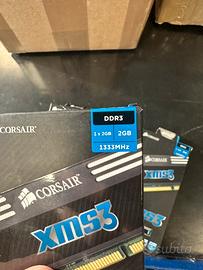 DDR3
1 x 2GB 2GB
1333MHz
CORSAIR
CORSAIR
XMS3
subito